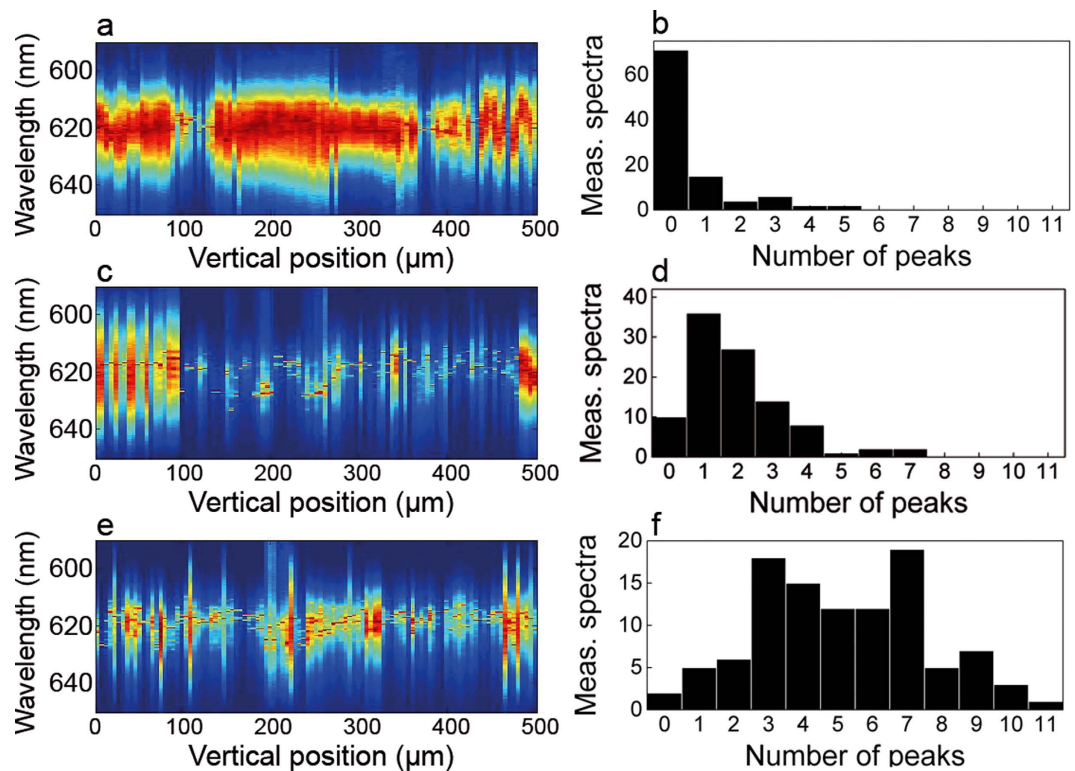 a
Wavelength (nm)
600
620
640
0 100 200 300 400 500
Vertical position (µm)
b
Meas. spectra
60
40
20
0
0 1 2 3 4 5 6 7 8 9 10 11
Number of peaks
c
Wavelength (nm)
600
620
640
0 100 200 300 400 500
Vertical position (µm)
d
Meas. spectra
40
30
20
10
0
0 1 2 3 4 5 6 7 8 9 10 11
Number of peaks
e
Wavelength (nm)
600
620
640
0 100 200 300 400 500
Vertical position (µm)
f
Meas. spectra
20
15
10
5
0
0 1 2 3 4 5 6 7 8 9 10 11
Number of peaks